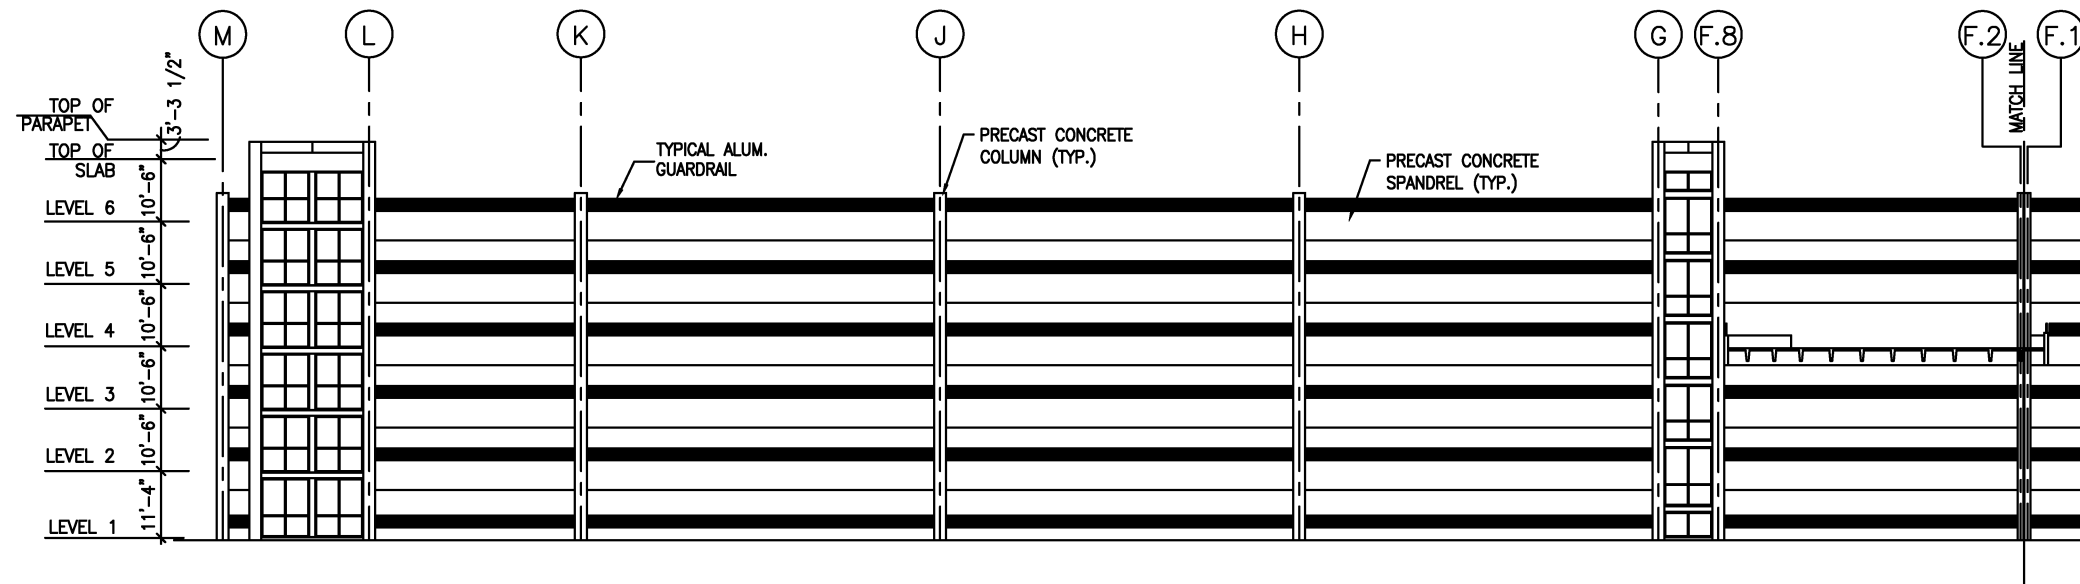 M L K J H G F.8 F.2 F.1
MATCH LINE
3'-3 1/2"
TOP OF
PARAPET
TOP OF
SLAB
TYPICAL ALUM.
GUARDRAIL
PRECAST CONCRETE
COLUMN (TYP.)
PRECAST CONCRETE
SPANDREL (TYP.)
10'-6"
LEVEL 6
10'-6"
LEVEL 5
10'-6"
LEVEL 4
10'-6"
LEVEL 3
10'-6"
LEVEL 2
11'-4"
LEVEL 1